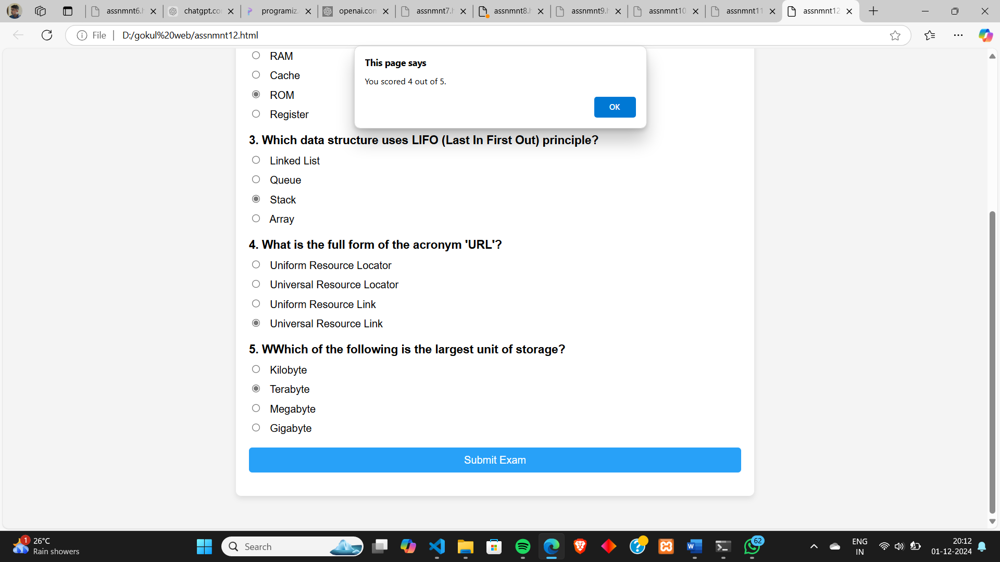 assnmnt6.h
chatgpt.co
programiz.
openai.com
assnmnt7.h
assnmnt8.h
assnmnt9.h
assnmnt10
assnmnt11
assnmnt12
File
D:/gokul%20web/assnmnt12.html
This page says
You scored 4 out of 5.
OK
RAM
Cache
ROM
Register
3. Which data structure uses LIFO (Last In First Out) principle?
Linked List
Queue
Stack
Array
4. What is the full form of the acronym 'URL'?
Uniform Resource Locator
Universal Resource Locator
Uniform Resource Link
Universal Resource Link
5. WWhich of the following is the largest unit of storage?
Kilobyte
Terabyte
Megabyte
Gigabyte
Submit Exam
1
26°C
Rain showers
Search
62
ENG
IN
20:12
01-12-2024